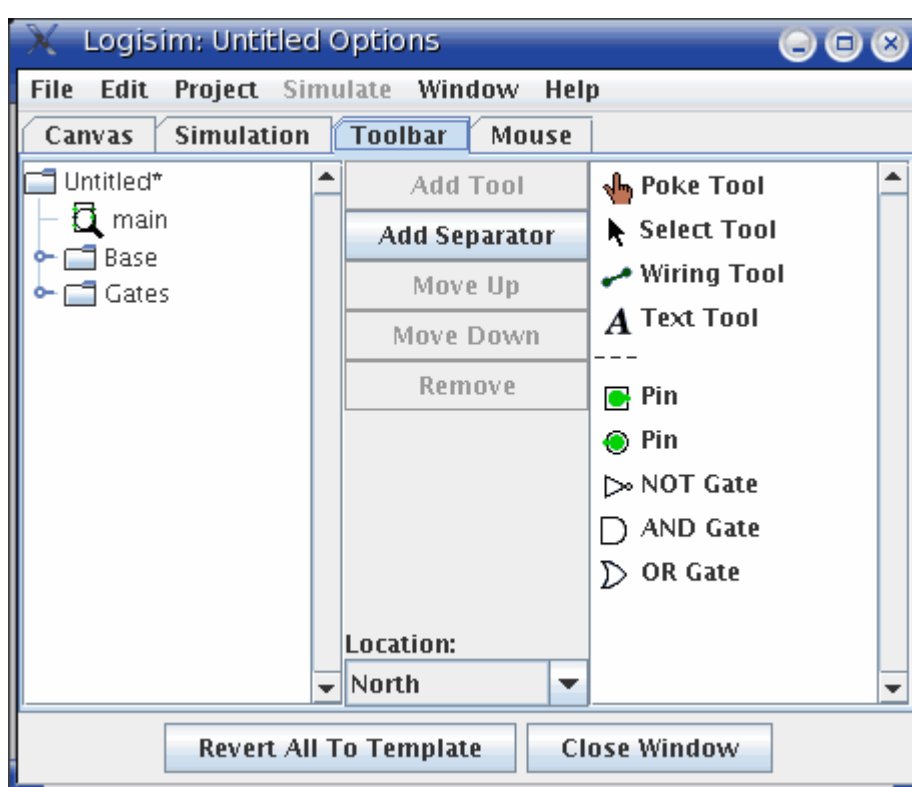 Logisim: Untitled Options
File Edit Project Simulate Window Help
Canvas Simulation Toolbar Mouse
Untitled*
main
Base
Gates
Add Tool
Add Separator
Move Up
Move Down
Remove
Location:
North
Poke Tool
Select Tool
Wiring Tool
A Text Tool
---
Pin
Pin
NOT Gate
AND Gate
OR Gate
Revert All To Template Close Window